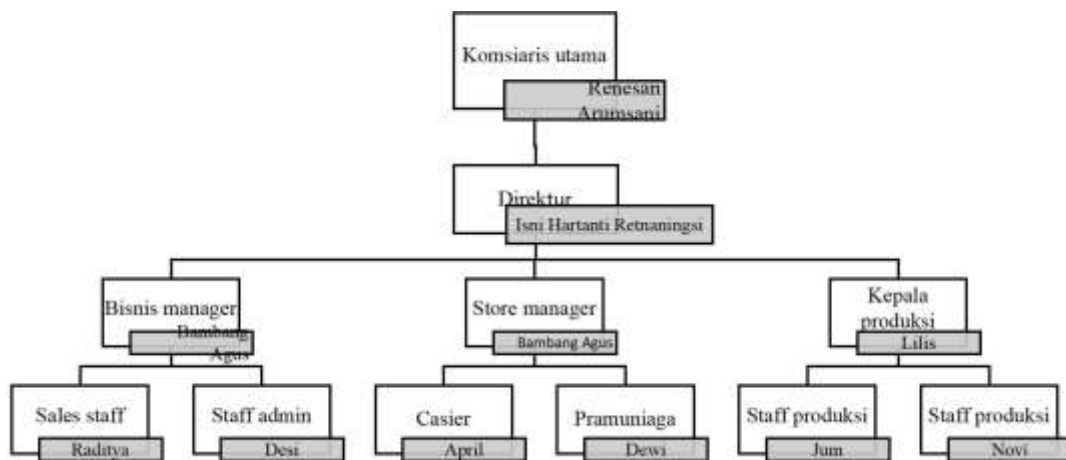 Komsiaris utama
Renesan
Arumsani
Direktur
Isni Hartanti Retnaningsi
Bisnis manager
Bambang
Agus
Store manager
Bambang Agus
Kepala
produksi
Lilis
Sales staff
Raditya
Staff admin
Desi
Casier
April
Pramuniaga
Dewi
Staff produksi
Jum
Staff produksi
Novi